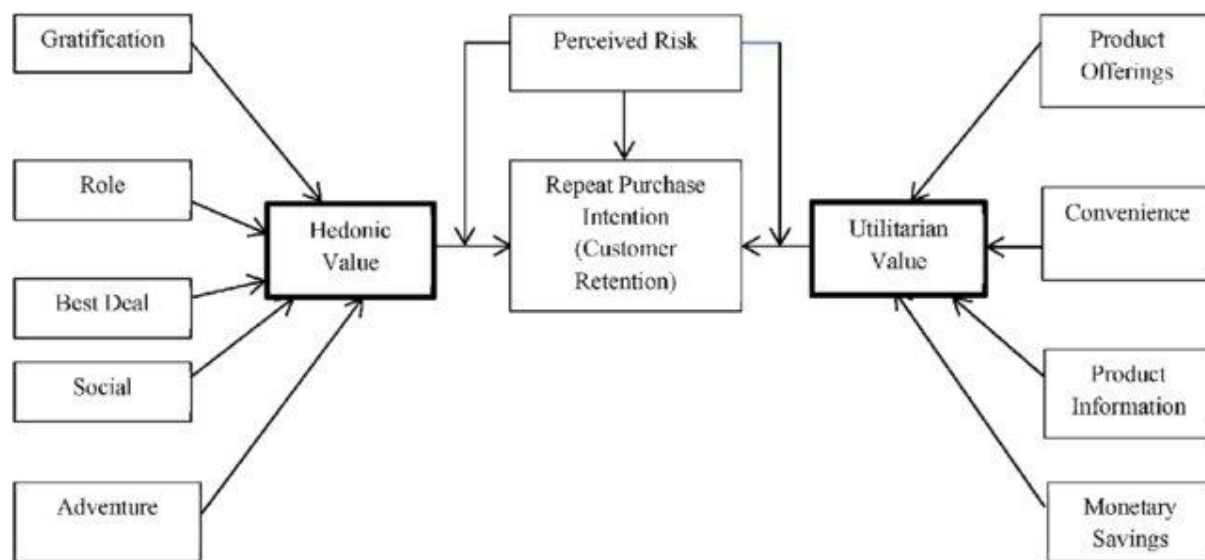 Gratification
Role
Best Deal
Social
Adventure
Hedonic
Value
Perceived Risk
Repeat Purchase
Intention
(Customer
Retention)
Utilitarian
Value
Product
Offerings
Convenience
Product
Information
Monetary
Savings